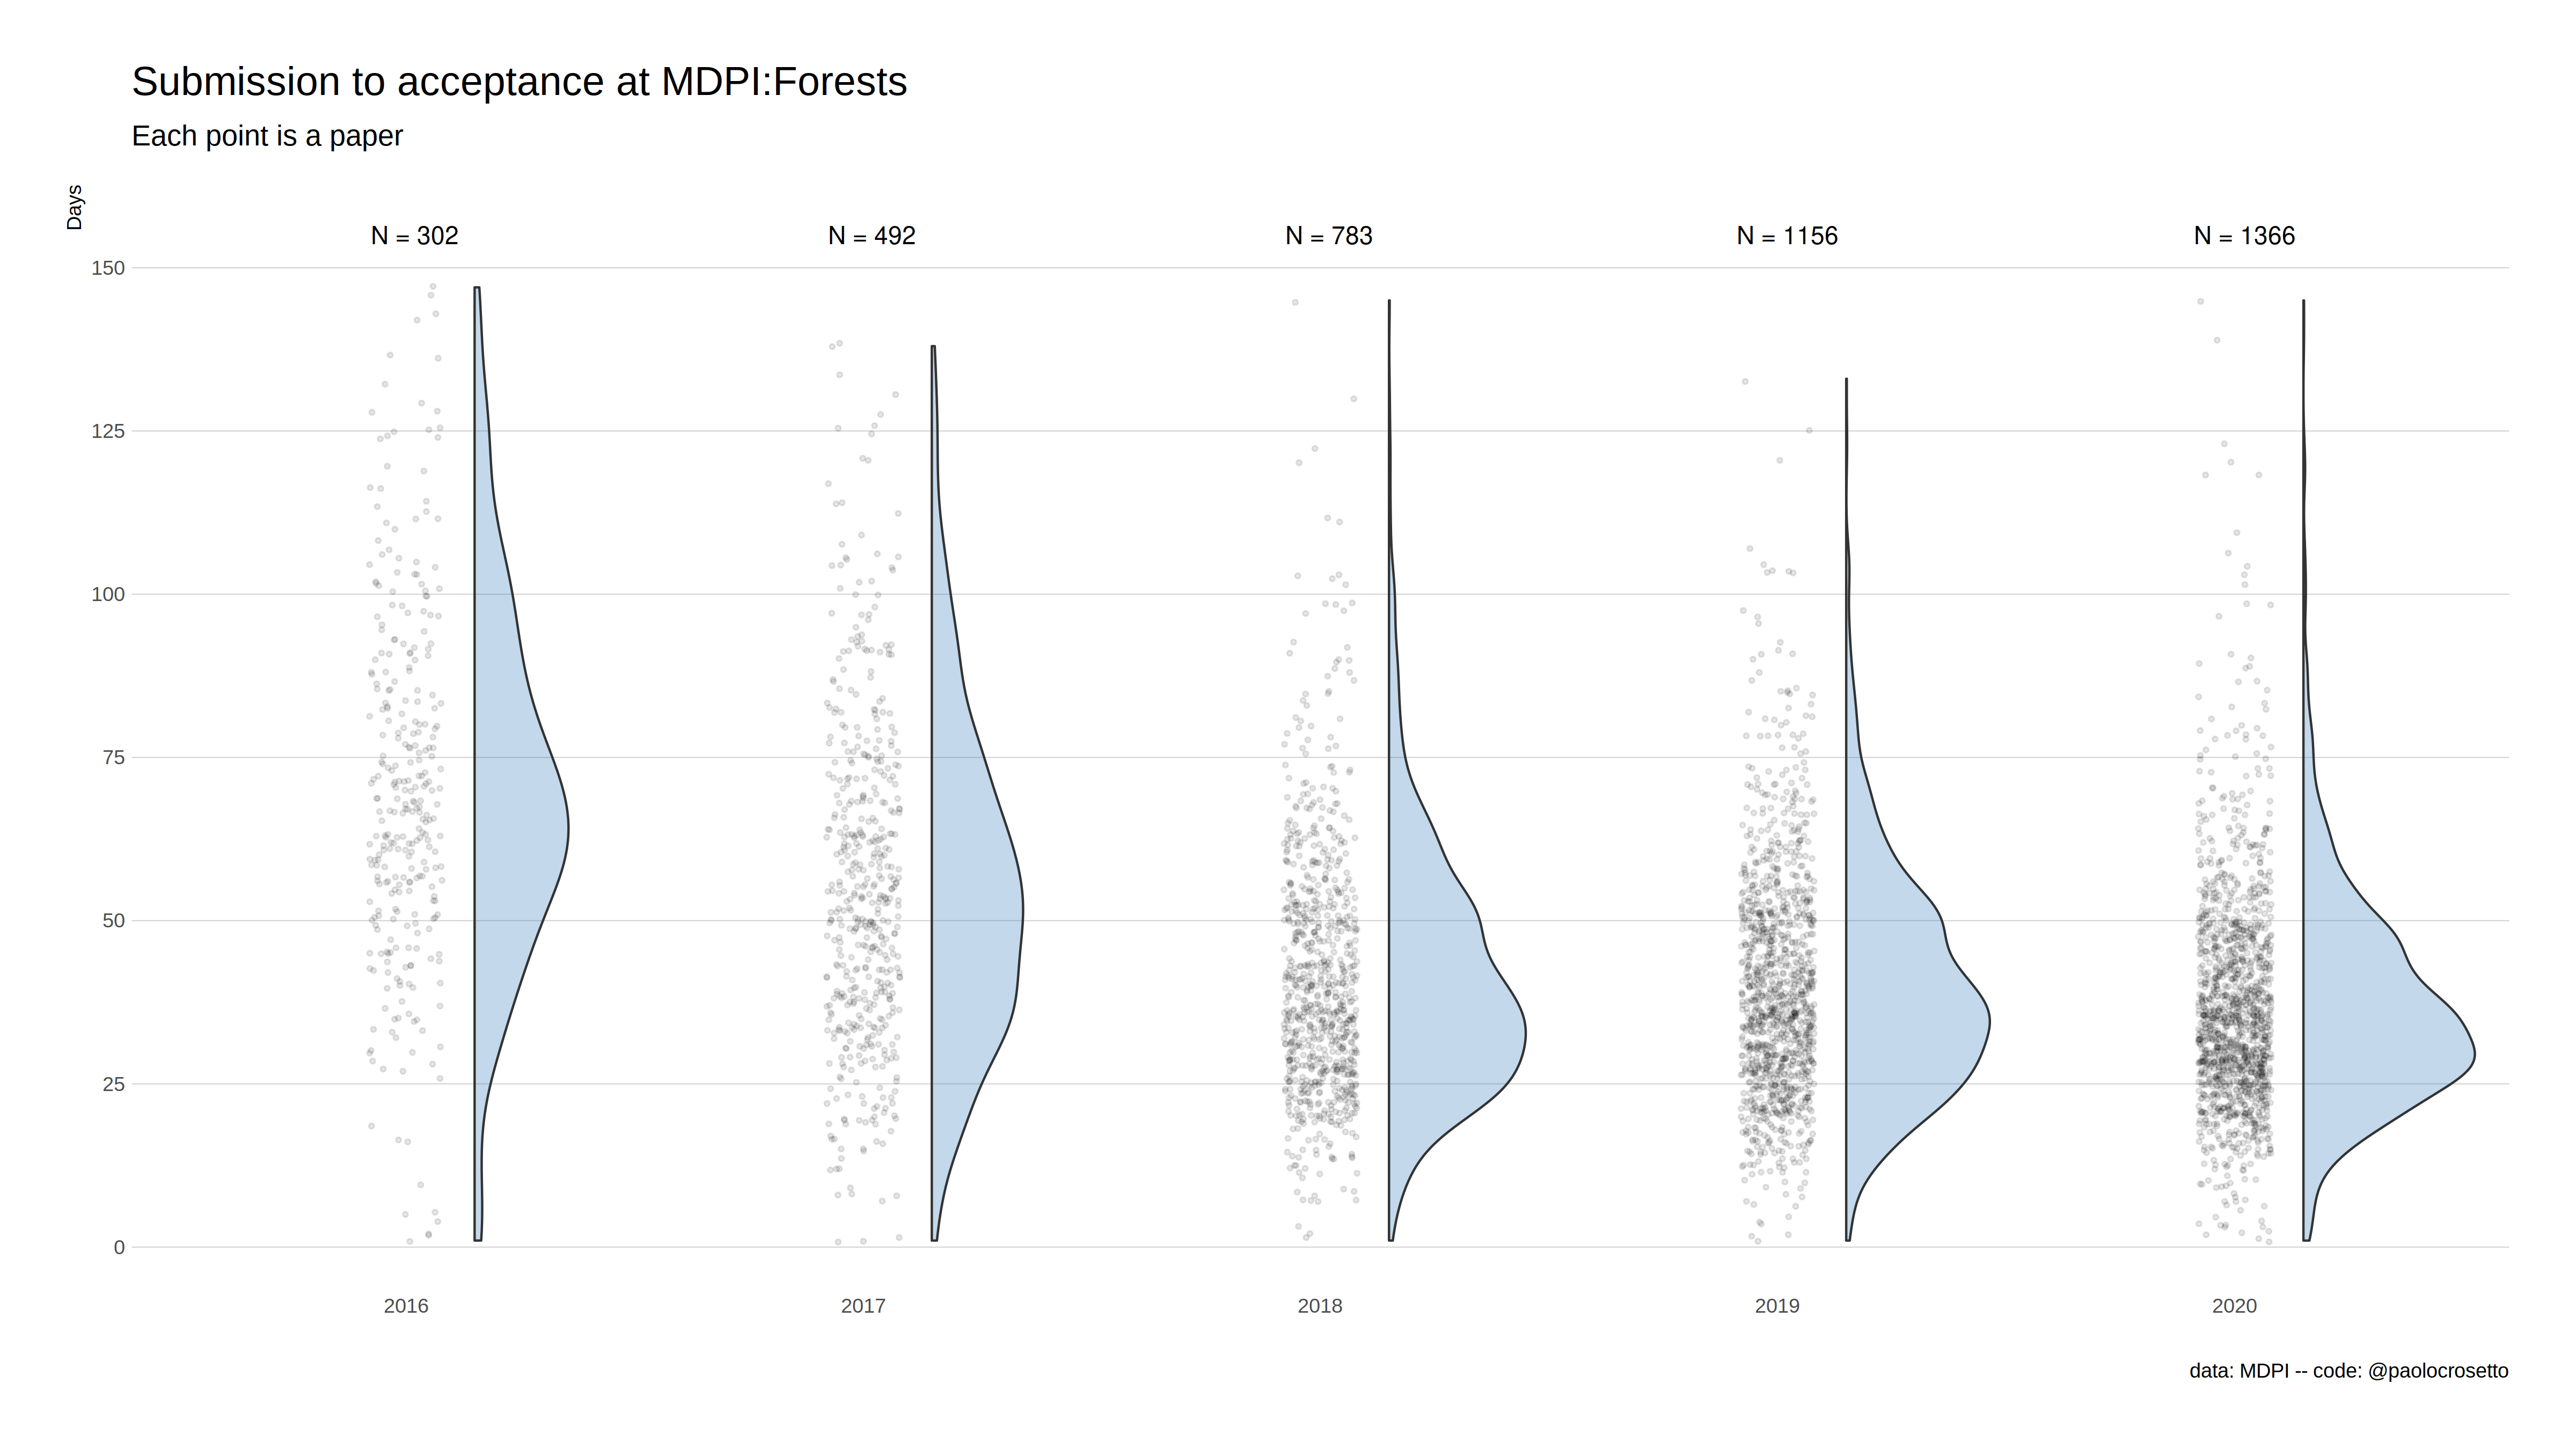 Submission to acceptance at MDPI:Forests
Each point is a paper
Days
N = 302 N = 492 N = 783 N = 1156 N = 1366
150
125
100
75
50
25
0
2016 2017 2018 2019 2020
data: MDPI -- code: @paolocrosetto